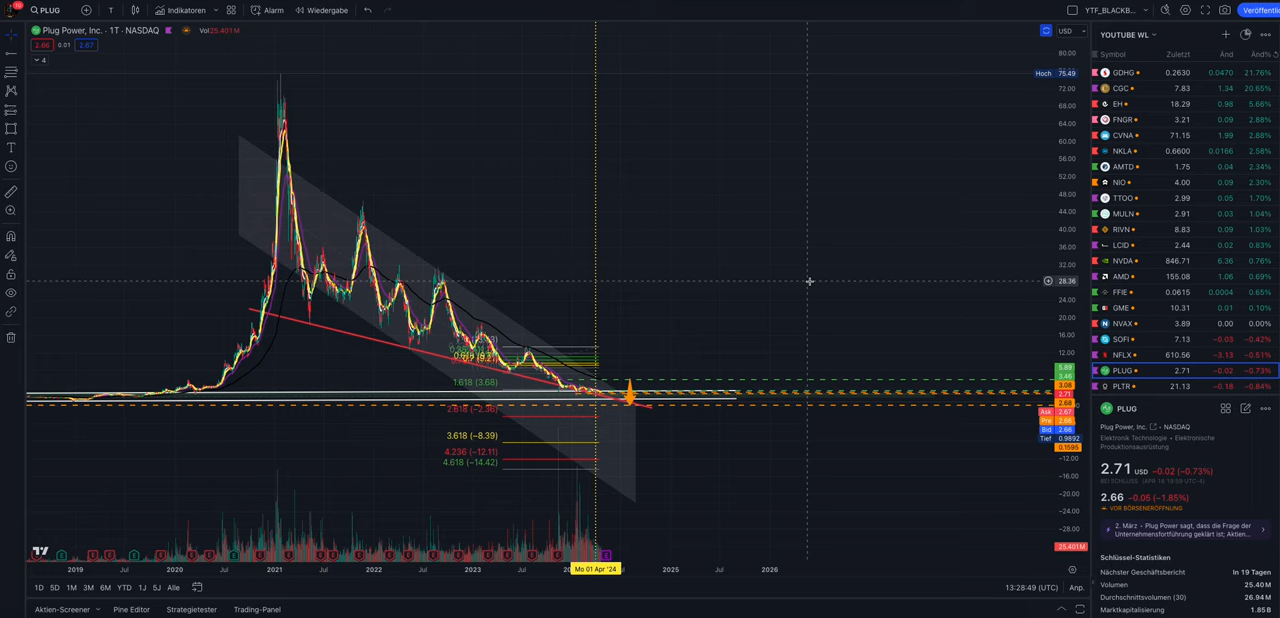 PLUG
T
Indikatoren
Alarm
Wiedergabe
YTF_BLACKB...
Veröffentli
Plug Power, Inc. · 1T · NASDAQ
Vol 25.401M
2.66 0.01 2.67
4
USD
80.00
Hoch 75.49
72.00
68.00
64.00
60.00
56.00
52.00
48.00
44.00
40.00
36.00
32.00
28.36
24.00
20.00
16.00
12.00
5.89
3.46
3.08
2.71
2.68
Ask 2.67
Pre 2.66
Bid 2.66
Tief 0.9892
0.1595
−12.00
−16.00
−20.00
−24.00
−28.00
25.401M
1.618 (3.68)
2.618 (−2.36)
3.618 (−8.39)
4.236 (−12.11)
4.618 (−14.42)
2019 Jul 2020 Jul 2021 Jul 2022 Jul 2023 Jul Mo 01 Apr '24 2025 Jul 2026
1D 5D 1M 3M 6M YTD 1J 5J Alle
13:28:49 (UTC)
Anp.
Aktien-Screener
Pine Editor
Strategietester
Trading-Panel
YOUTUBE WL
Symbol Zuletzt Änd Änd%
GDHG 0.2630 0.0470 21.76%
CGC 7.83 1.34 20.65%
EH 18.29 0.98 5.66%
FNGR 3.21 0.09 2.88%
CVNA 71.15 1.99 2.88%
NKLA 0.6600 0.0166 2.58%
AMTD 1.75 0.04 2.34%
NIO 4.00 0.09 2.30%
TTOO 2.99 0.05 1.70%
MULN 2.91 0.03 1.04%
RIVN 8.83 0.09 1.03%
LCID 2.44 0.02 0.83%
NVDA 846.71 6.36 0.76%
AMD 155.08 1.06 0.69%
FFIE 0.0615 0.0004 0.65%
GME 10.31 0.01 0.10%
NVAX 3.89 0.00 0.00%
SOFI 7.13 −0.03 −0.42%
NFLX 610.56 −3.13 −0.51%
PLUG 2.71 −0.02 −0.73%
PLTR 21.13 −0.18 −0.84%
PLUG
Plug Power, Inc. · NASDAQ
Elektronik Technologie · Elektronische
Produktionsausrüstung
2.71 USD −0.02 (−0.73%)
BEI SCHLUSS (APR 18 19:59 UTC-4)
2.66 −0.05 (−1.85%)
VOR BÖRSENERÖFFNUNG
2. März · Plug Power sagt, dass die Frage der
Unternehmensfortführung geklärt ist; Aktien...
Schlüssel-Statistiken
Nächster Geschäftsbericht In 19 Tagen
Volumen 25.40M
Durchschnittsvolumen (30) 26.94M
Marktkapitalisierung 1.85B